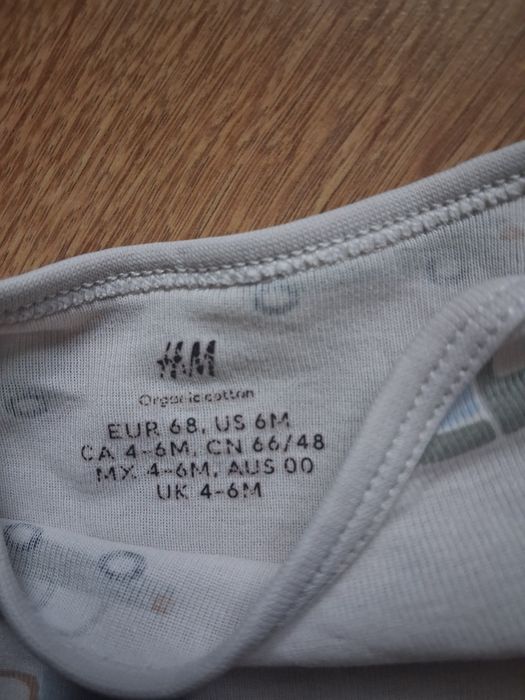 H&M
Organic cotton
EUR 68, US 6M
CA 4-6M, CN 66/48
MX 4-6M, AUS 00
UK 4-6M